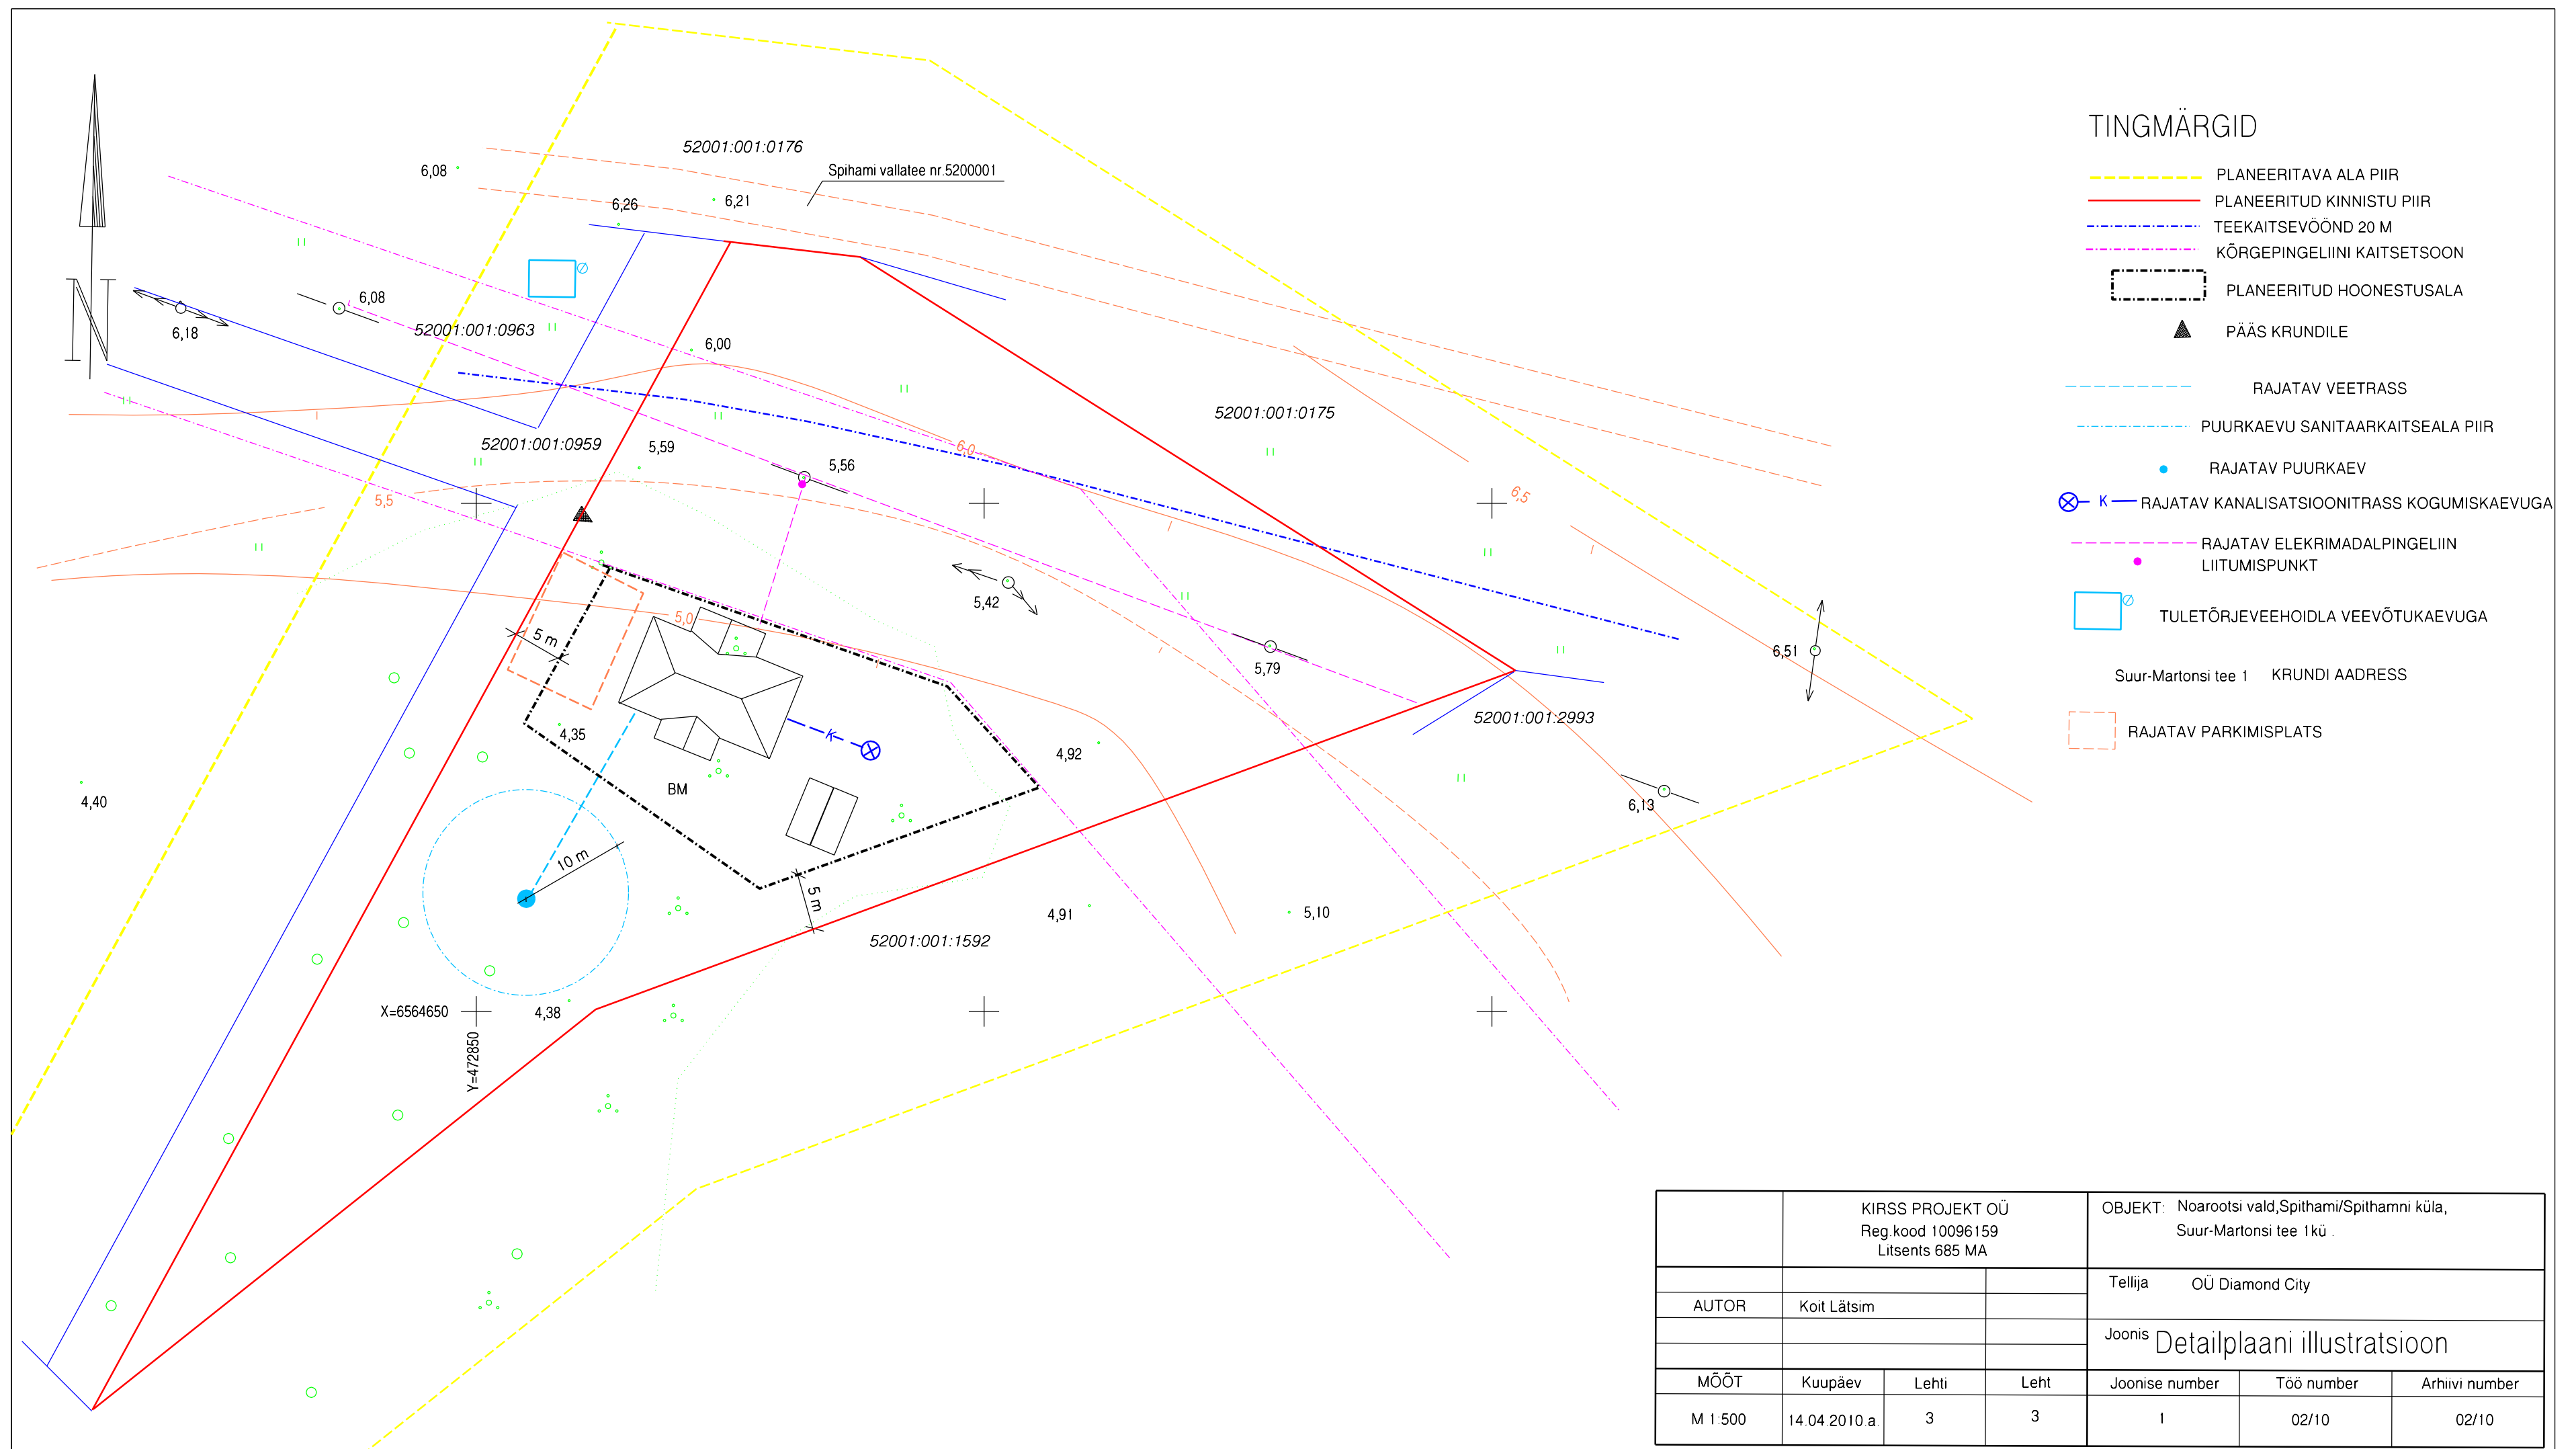 52001:001:0176
Spihami vallatee nr.5200001
6,08
6,26
6,21
N
6,18
6,08
52001:001:0963
6,00
52001:001:0175
52001:001:0959
5,59
5,56
6,0
6,5
5,5
5,42
5,0
5 m
5,79
6,51
52001:001:2993
4,35
K
4,92
BM
4,40
6,13
10 m
5 m
4,91
5,10
52001:001:1592
X=6564650
4,38
Y=472850
TINGMÄRGID
PLANEERITAVA ALA PIIR
PLANEERITUD KINNISTU PIIR
TEEKAITSEVÖÖND 20 M
KÕRGEPINGELIINI KAITSETSOON
PLANEERITUD HOONESTUSALA
PÄÄS KRUNDILE
RAJATAV VEETRASS
PUURKAEVU SANITAARKAITSEALA PIIR
RAJATAV PUURKAEV
K RAJATAV KANALISATSIOONITRASS KOGUMISKAEVUGA
RAJATAV ELEKRIMADALPINGELIIN
LIITUMISPUNKT
TULETÕRJEVEEHOIDLA VEEVÕTUKAEVUGA
Suur-Martonsi tee 1 KRUNDI AADRESS
RAJATAV PARKIMISPLATS
KIRSS PROJEKT OÜ
Reg.kood 10096159
Litsents 685 MA
OBJEKT: Noarootsi vald,Spithami/Spithamni küla,
Suur-Martonsi tee 1kü .
Tellija OÜ Diamond City
AUTOR Koit Lätsim
Joonis Detailplaani illustratsioon
MÕÕT Kuupäev Lehti Leht Joonise number Töö number Arhiivi number
M 1:500 14.04.2010.a. 3 3 1 02/10 02/10